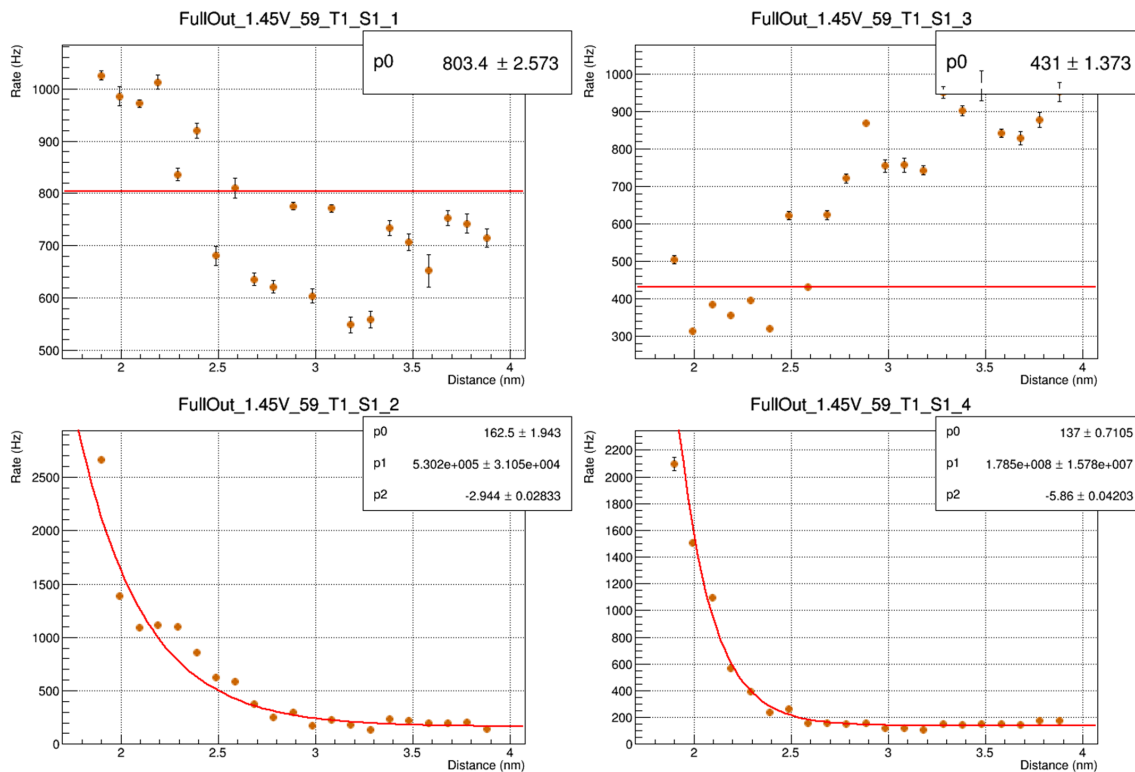 FullOut_1.45V_59_T1_S1_1
p0 803.4 ± 2.573
Rate (Hz)
1000
900
800
700
600
500
2
2.5
3
3.5
4
Distance (nm)
FullOut_1.45V_59_T1_S1_3
p0 431 ± 1.373
Rate (Hz)
1000
900
800
700
600
500
400
300
2
2.5
3
3.5
4
Distance (nm)
FullOut_1.45V_59_T1_S1_2
p0 162.5 ± 1.943
p1 5.302e+005 ± 3.105e+004
p2 -2.944 ± 0.02833
Rate (Hz)
2500
2000
1500
1000
500
0
2
2.5
3
3.5
4
Distance (nm)
FullOut_1.45V_59_T1_S1_4
p0 137 ± 0.7105
p1 1.785e+008 ± 1.578e+007
p2 -5.86 ± 0.04203
Rate (Hz)
2200
2000
1800
1600
1400
1200
1000
800
600
400
200
0
2
2.5
3
3.5
4
Distance (nm)